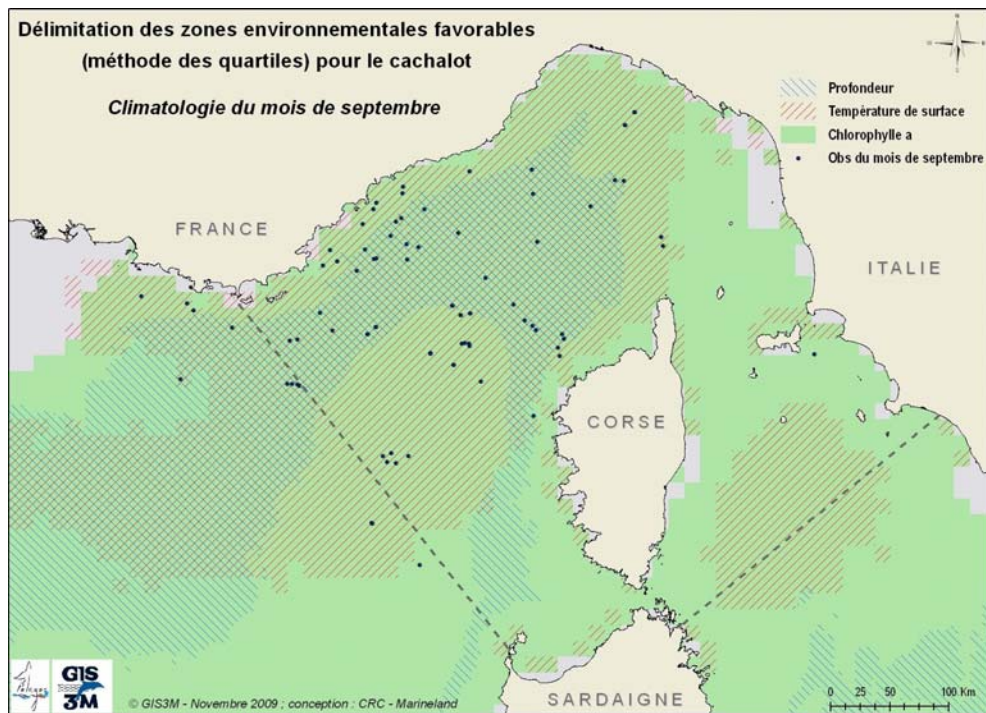 Délimitation des zones environnementales favorables
(méthode des quartiles) pour le cachalot
Climatologie du mois de septembre
Profondeur
Température de surface
Chlorophylle a
Obs du mois de septembre
FRANCE
ITALIE
CORSE
SARDAIGNE
GIS
3M
© GIS3M - Novembre 2009 ; conception : CRC - Marineland
0 25 50 100 Km